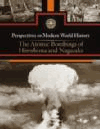 Perspectives on Modern World History
The Atomic Bombings of
Hiroshima and Nagasaki